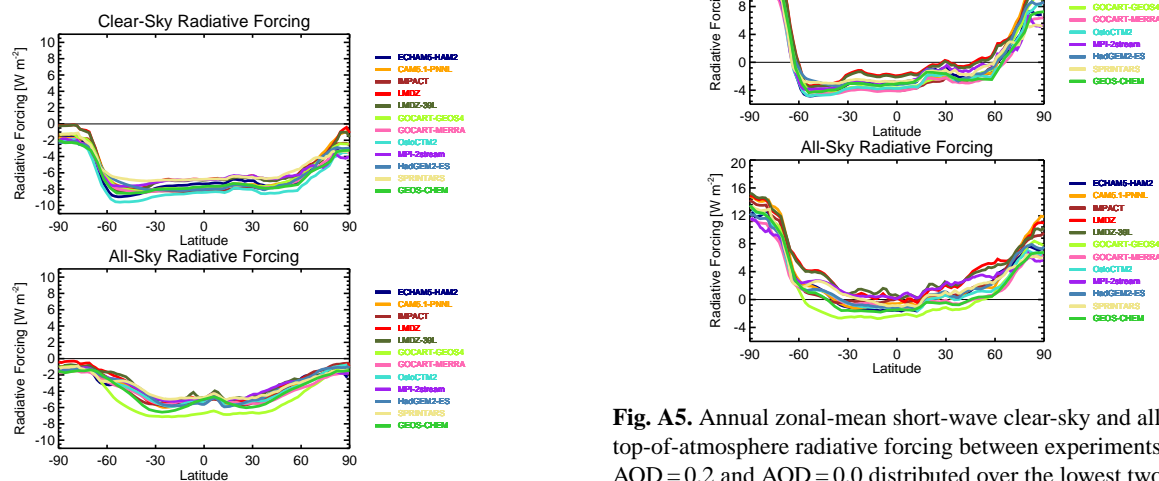 Clear-Sky Radiative Forcing
10
8
6
4
2
0
-2
-4
-6
-8
-10
Radiative Forcing [W m-2]
-90 -60 -30 0 30 60 90
Latitude
ECHAM5-HAM2
CAM5.1-PNNL
IMPACT
LMDZ
LMDZ-39L
GOCART-GEOS4
GOCART-MERRA
OsloCTM2
MPI-2stream
HadGEM2-ES
SPRINTARS
GEOS-CHEM
All-Sky Radiative Forcing
10
8
6
4
2
0
-2
-4
-6
-8
-10
Radiative Forcing [W m-2]
-90 -60 -30 0 30 60 90
Latitude
ECHAM5-HAM2
CAM5.1-PNNL
IMPACT
LMDZ
LMDZ-39L
GOCART-GEOS4
GOCART-MERRA
OsloCTM2
MPI-2stream
HadGEM2-ES
SPRINTARS
GEOS-CHEM
8
4
0
-4
Radiative Forcing
-90 -60 -30 0 30 60 90
Latitude
GOCART-GEOS4
GOCART-MERRA
OsloCTM2
MPI-2stream
HadGEM2-ES
SPRINTARS
GEOS-CHEM
All-Sky Radiative Forcing
20
16
12
8
4
0
-4
Radiative Forcing [W m-2]
-90 -60 -30 0 30 60 90
Latitude
ECHAM5-HAM2
CAM5.1-PNNL
IMPACT
LMDZ
LMDZ-39L
GOCART-GEOS4
GOCART-MERRA
OsloCTM2
MPI-2stream
HadGEM2-ES
SPRINTARS
GEOS-CHEM
Fig. A5. Annual zonal-mean short-wave clear-sky and all
top-of-atmosphere radiative forcing between experiments
AOD = 0.2 and AOD = 0.0 distributed over the lowest two